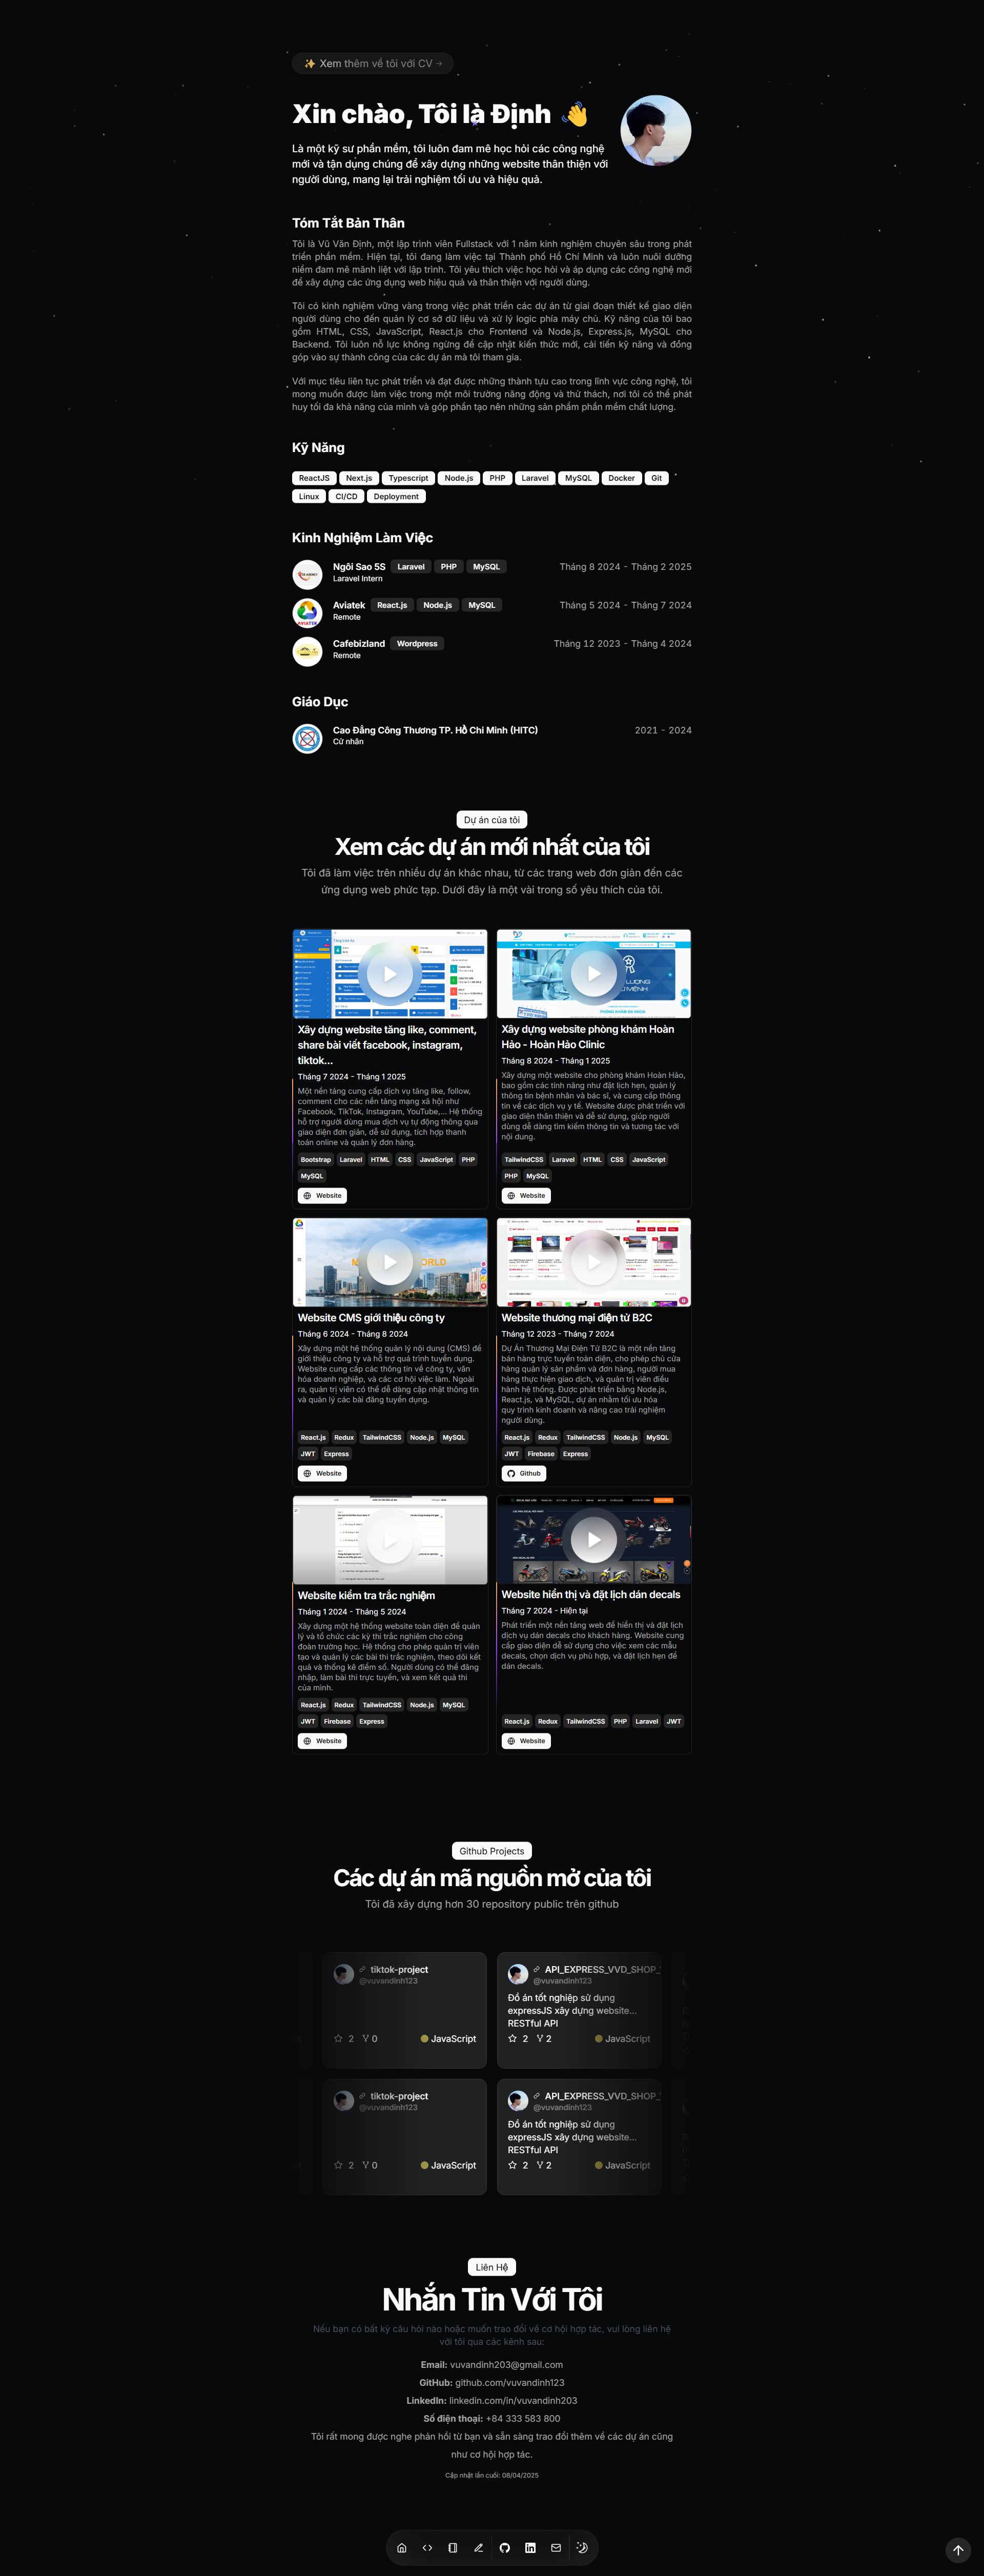 ✨ Xem thêm về tôi với CV →
Xin chào, Tôi là Định 👋
Là một kỹ sư phần mềm, tôi luôn đam mê học hỏi các công nghệ
mới và tận dụng chúng để xây dựng những website thân thiện với
người dùng, mang lại trải nghiệm tối ưu và hiệu quả.
Tóm Tắt Bản Thân
Tôi là Vũ Văn Định, một lập trình viên Fullstack với 1 năm kinh nghiệm chuyên sâu trong phát
triển phần mềm. Hiện tại, tôi đang làm việc tại Thành phố Hồ Chí Minh và luôn nuôi dưỡng
niềm đam mê mãnh liệt với lập trình. Tôi yêu thích việc học hỏi và áp dụng các công nghệ mới
để xây dựng các ứng dụng web hiệu quả và thân thiện với người dùng.
Tôi có kinh nghiệm vững vàng trong việc phát triển các dự án từ giai đoạn thiết kế giao diện
người dùng cho đến quản lý cơ sở dữ liệu và xử lý logic phía máy chủ. Kỹ năng của tôi bao
gồm HTML, CSS, JavaScript, React.js cho Frontend và Node.js, Express.js, MySQL cho
Backend. Tôi luôn nỗ lực không ngừng để cập nhật kiến thức mới, cải tiến kỹ năng và đóng
góp vào sự thành công của các dự án mà tôi tham gia.
Với mục tiêu liên tục phát triển và đạt được những thành tựu cao trong lĩnh vực công nghệ, tôi
mong muốn được làm việc trong một môi trường năng động và thử thách, nơi tôi có thể phát
huy tối đa khả năng của mình và góp phần tạo nên những sản phẩm phần mềm chất lượng.
Kỹ Năng
ReactJS Next.js Typescript Node.js PHP Laravel MySQL Docker Git
Linux CI/CD Deployment
Kinh Nghiệm Làm Việc
Ngôi Sao 5S Laravel PHP MySQL Tháng 8 2024 - Tháng 2 2025
Laravel Intern
Aviatek React.js Node.js MySQL Tháng 5 2024 - Tháng 7 2024
Remote
Cafebizland Wordpress Tháng 12 2023 - Tháng 4 2024
Remote
Giáo Dục
Cao Đẳng Công Thương TP. Hồ Chí Minh (HITC) 2021 - 2024
Cử nhân
Dự án của tôi
Xem các dự án mới nhất của tôi
Tôi đã làm việc trên nhiều dự án khác nhau, từ các trang web đơn giản đến các
ứng dụng web phức tạp. Dưới đây là một vài trong số yêu thích của tôi.
Xây dựng website tăng like, comment,
share bài viết facebook, instagram,
tiktok...
Tháng 7 2024 - Tháng 1 2025
Một nền tảng cung cấp dịch vụ tăng like, follow,
comment cho các nền tảng mạng xã hội như
Facebook, TikTok, Instagram, YouTube,... Hệ thống
hỗ trợ người dùng mua dịch vụ tự động thông qua
giao diện đơn giản, dễ sử dụng, tích hợp thanh
toán online và quản lý đơn hàng.
Bootstrap Laravel HTML CSS JavaScript PHP
MySQL
Website
Xây dựng website phòng khám Hoàn
Hảo - Hoàn Hảo Clinic
Tháng 8 2024 - Tháng 1 2025
Xây dựng một website cho phòng khám Hoàn Hảo,
bao gồm các tính năng như đặt lịch hẹn, quản lý
thông tin bệnh nhân và bác sĩ, và cung cấp thông
tin về các dịch vụ y tế. Website được phát triển với
giao diện thân thiện và dễ sử dụng, giúp người
dùng dễ dàng tìm kiếm thông tin và tương tác với
nội dung.
TailwindCSS Laravel HTML CSS JavaScript
PHP MySQL
Website
Website CMS giới thiệu công ty
Tháng 6 2024 - Tháng 8 2024
Xây dựng một hệ thống quản lý nội dung (CMS) để
giới thiệu công ty và hỗ trợ quá trình tuyển dụng.
Website cung cấp các thông tin về công ty, văn
hóa doanh nghiệp, và các cơ hội việc làm. Ngoài
ra, quản trị viên có thể dễ dàng cập nhật thông tin
và quản lý các bài đăng tuyển dụng.
React.js Redux TailwindCSS Node.js MySQL
JWT Express
Website
Website thương mại điện tử B2C
Tháng 12 2023 - Tháng 7 2024
Dự Án Thương Mại Điện Tử B2C là một nền tảng
bán hàng trực tuyến toàn diện, cho phép chủ cửa
hàng quản lý sản phẩm và đơn hàng, người mua
hàng thực hiện giao dịch, và quản trị viên điều
hành hệ thống. Được phát triển bằng Node.js,
React.js, và MySQL, dự án nhằm tối ưu hóa
quy trình kinh doanh và nâng cao trải nghiệm
người dùng.
React.js Redux TailwindCSS Node.js MySQL
JWT Firebase Express
Github
Website kiểm tra trắc nghiệm
Tháng 1 2024 - Tháng 5 2024
Xây dựng một hệ thống website toàn diện để quản
lý và tổ chức các kỳ thi trắc nghiệm cho công
đoàn trường học. Hệ thống cho phép quản trị viên
tạo và quản lý các bài thi trắc nghiệm, theo dõi kết
quả và thống kê điểm số. Người dùng có thể đăng
nhập, làm bài thi trực tuyến, và xem kết quả thi
của mình.
React.js Redux TailwindCSS Node.js MySQL
JWT Firebase Express
Website
Website hiển thị và đặt lịch dán decals
Tháng 7 2024 - Hiện tại
Phát triển một nền tảng web để hiển thị và đặt lịch
dịch vụ dán decals cho khách hàng. Website cung
cấp giao diện dễ sử dụng cho việc xem các mẫu
decals, chọn dịch vụ phù hợp, và đặt lịch hẹn để
dán decals.
React.js Redux TailwindCSS PHP Laravel JWT
Website
Github Projects
Các dự án mã nguồn mở của tôi
Tôi đã xây dựng hơn 30 repository public trên github
tiktok-project
@vuvandinh123
2 0 JavaScript
API_EXPRESS_VVD_SHOP_
@vuvandinh123
Đồ án tốt nghiệp sử dụng
expressJS xây dựng website...
RESTful API
2 2 JavaScript
tiktok-project
@vuvandinh123
2 0 JavaScript
API_EXPRESS_VVD_SHOP_
@vuvandinh123
Đồ án tốt nghiệp sử dụng
expressJS xây dựng website...
RESTful API
2 2 JavaScript
Liên Hệ
Nhắn Tin Với Tôi
Nếu bạn có bất kỳ câu hỏi nào hoặc muốn trao đổi về cơ hội hợp tác, vui lòng liên hệ
với tôi qua các kênh sau:
Email: vuvandinh203@gmail.com
GitHub: github.com/vuvandinh123
LinkedIn: linkedin.com/in/vuvandinh203
Số điện thoại: +84 333 583 800
Tôi rất mong được nghe phản hồi từ bạn và sẵn sàng trao đổi thêm về các dự án cũng
như cơ hội hợp tác.
Cập nhật lần cuối: 08/04/2025